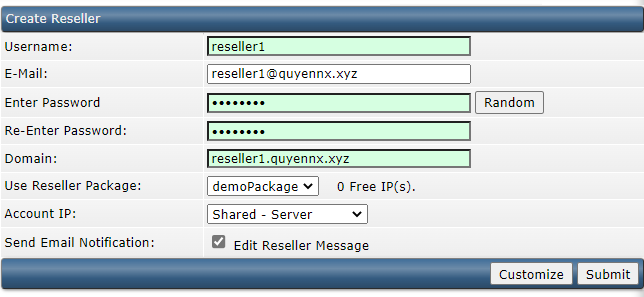 Create Reseller
Username: reseller1
E-Mail: reseller1@quyennx.xyz
Enter Password •••••••• Random
Re-Enter Password: ••••••••
Domain: reseller1.quyennx.xyz
Use Reseller Package: demoPackage 0 Free IP(s).
Account IP: Shared - Server
Send Email Notification: Edit Reseller Message
Customize Submit